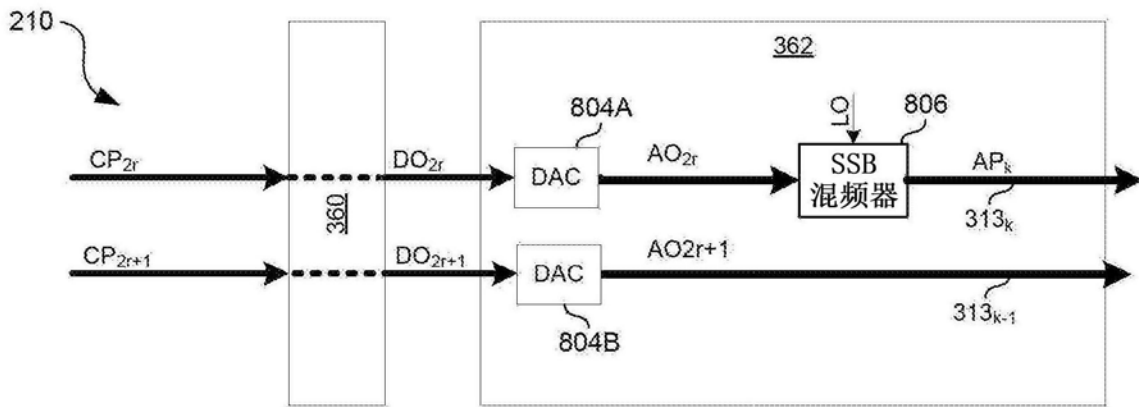 210
362
804A
806
LO
CP2r
DO2r
DAC
AO2r
SSB
混频器
APk
313k
360
CP2r+1
DO2r+1
DAC
AO2r+1
313k-1
804B